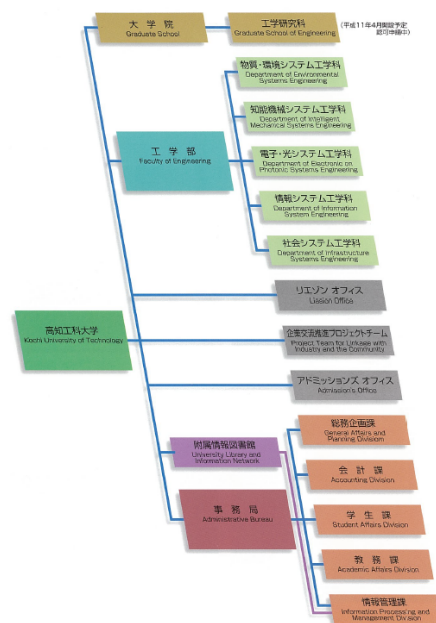 大学院
Graduate School
工学研究科
Graduate School of Engineering
(平成11年4月開設予定
認可申請中)
物質・環境システム工学科
Department of Environmental
Systems Engineering
知能機械システム工学科
Department of Intelligent
Mechanical Systems Engineering
工学部
Faculty of Engineering
電子・光システム工学科
Department of Electronic on
Photonic Systems Engineering
情報システム工学科
Department of Information
System Engineering
社会システム工学科
Department of Infrastructure
Systems Engineering
リエゾン オフィス
Liasion Office
高知工科大学
Kochi University of Technology
企業交流推進プロジェクトチーム
Project Team for Linkage with
Industry and the Community
アドミッションズ オフィス
Admission's Office
附属情報図書館
University Library and
Information Network
総務企画課
General Affairs and
Planning Division
会計課
Accounting Division
事務局
Administrative Bureau
学生課
Student Affairs Division
教務課
Academic Affairs Division
情報管理課
Information Processing and
Management Division